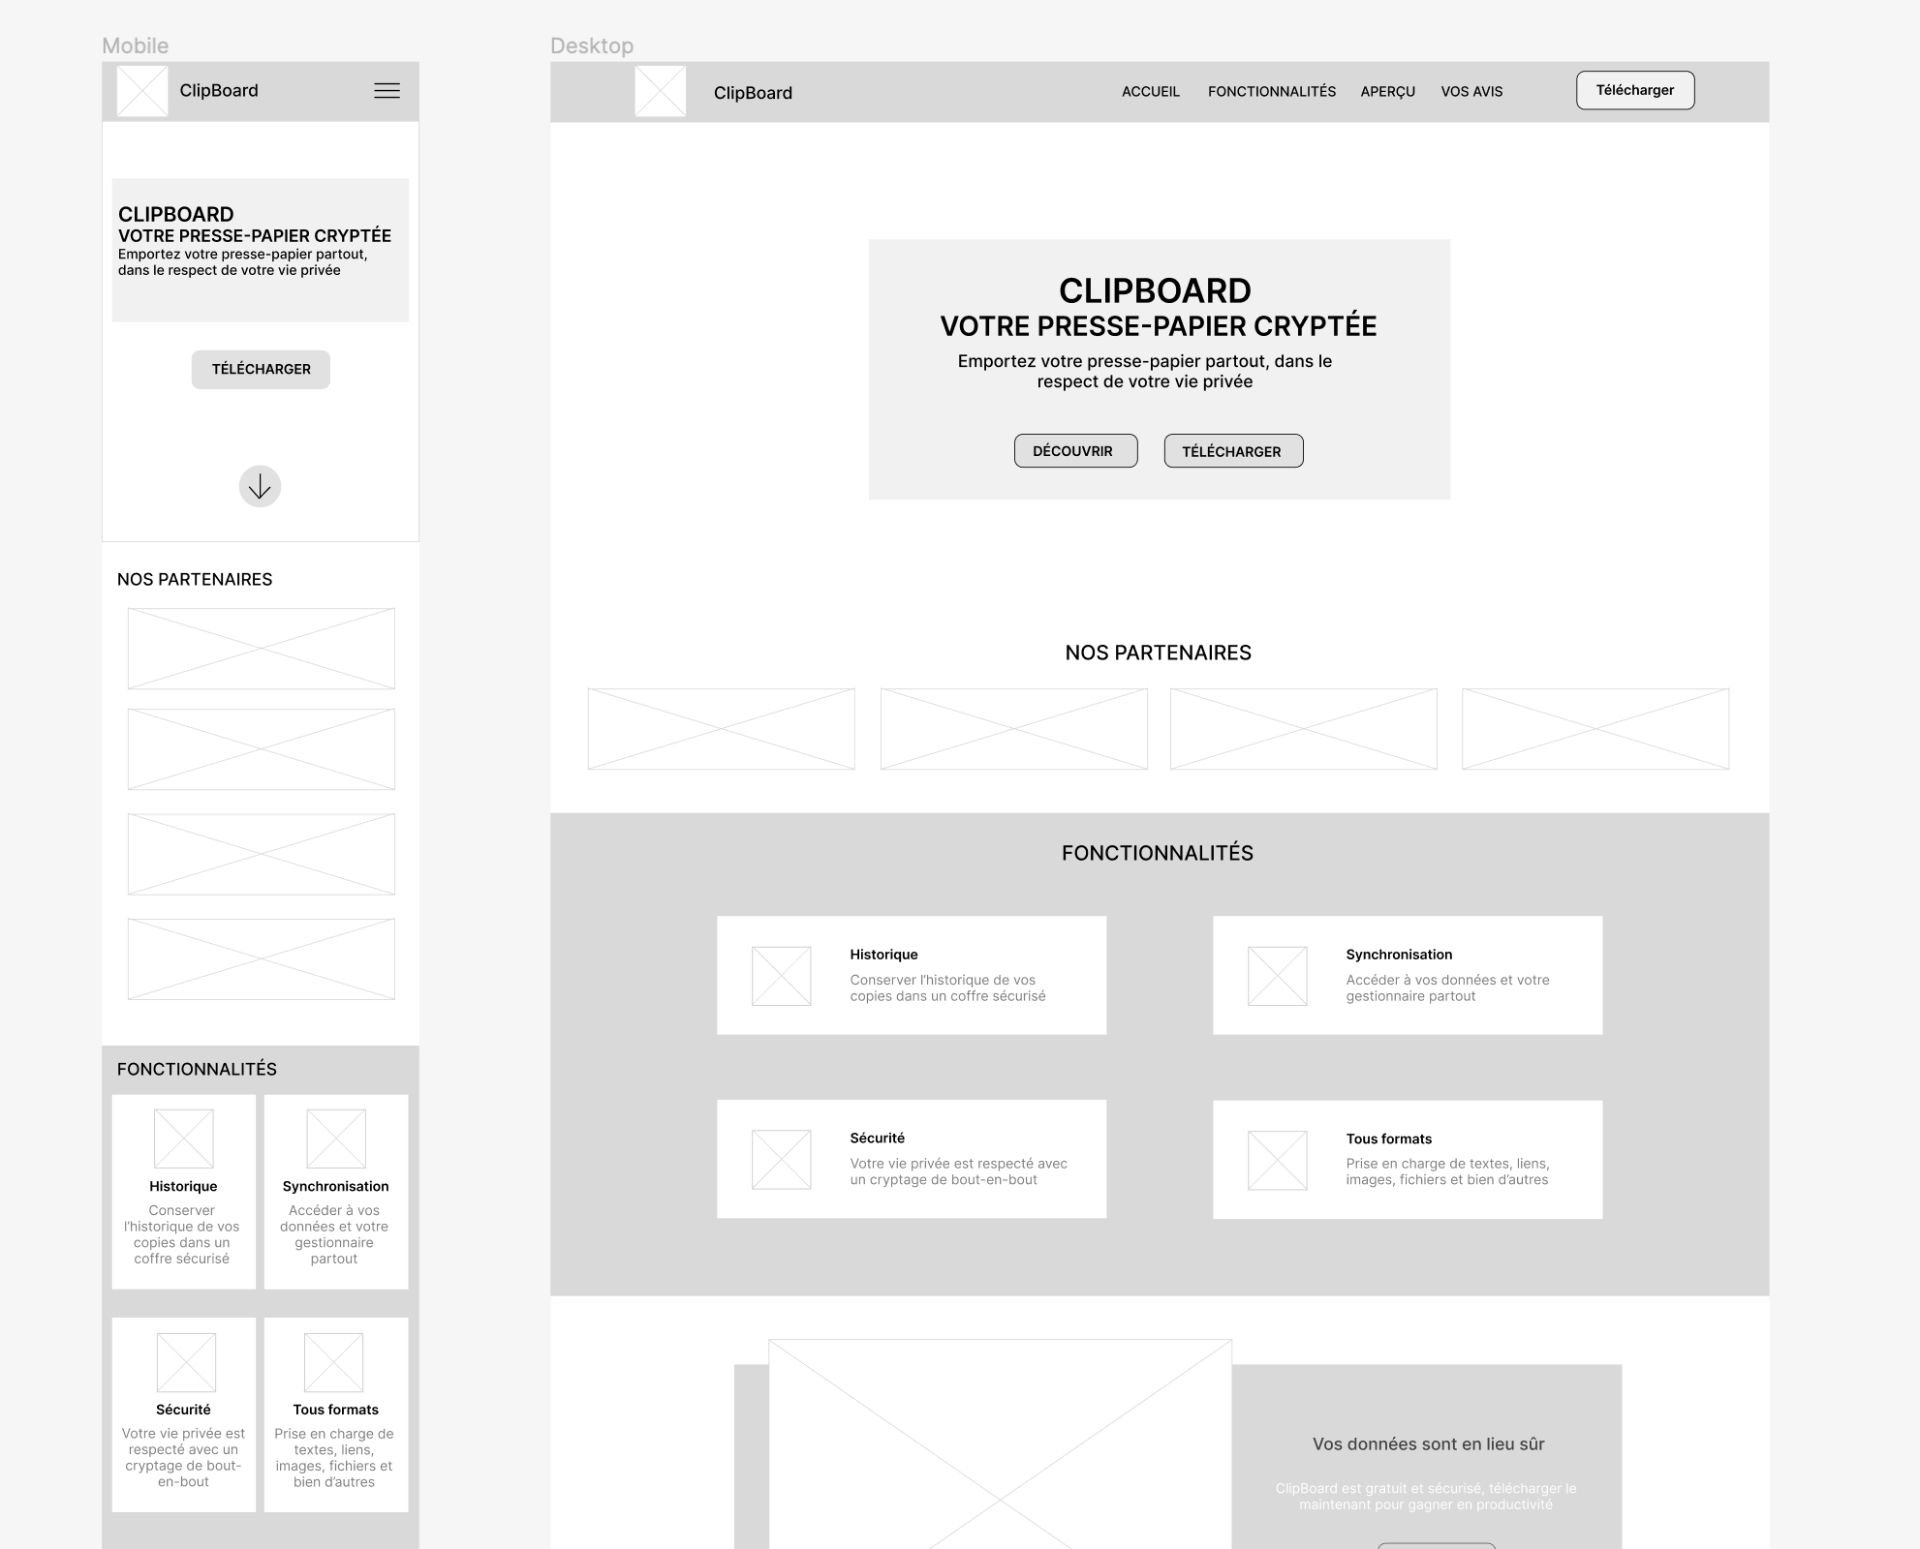 Mobile
ClipBoard
CLIPBOARD
VOTRE PRESSE-PAPIER CRYPTÉE
Emportez votre presse-papier partout,
dans le respect de votre vie privée
TÉLÉCHARGER
NOS PARTENAIRES
FONCTIONNALITÉS
Historique
Conserver
l'historique de vos
copies dans un
coffre sécurisé
Synchronisation
Accéder à vos
données et votre
gestionnaire
partout
Sécurité
Votre vie privée est
respecté avec un
cryptage de bout-
en-bout
Tous formats
Prise en charge de
textes, liens,
images, fichiers et
bien d'autres
Desktop
ClipBoard
ACCUEIL
FONCTIONNALITÉS
APERÇU
VOS AVIS
Télécharger
CLIPBOARD
VOTRE PRESSE-PAPIER CRYPTÉE
Emportez votre presse-papier partout, dans le
respect de votre vie privée
DÉCOUVRIR
TÉLÉCHARGER
NOS PARTENAIRES
FONCTIONNALITÉS
Historique
Conserver l'historique de vos
copies dans un coffre sécurisé
Synchronisation
Accéder à vos données et votre
gestionnaire partout
Sécurité
Votre vie privée est respecté avec
un cryptage de bout-en-bout
Tous formats
Prise en charge de textes, liens,
images, fichiers et bien d'autres
Vos données sont en lieu sûr
ClipBoard est gratuit et sécurisé, télécharger le
maintenant pour gagner en productivité